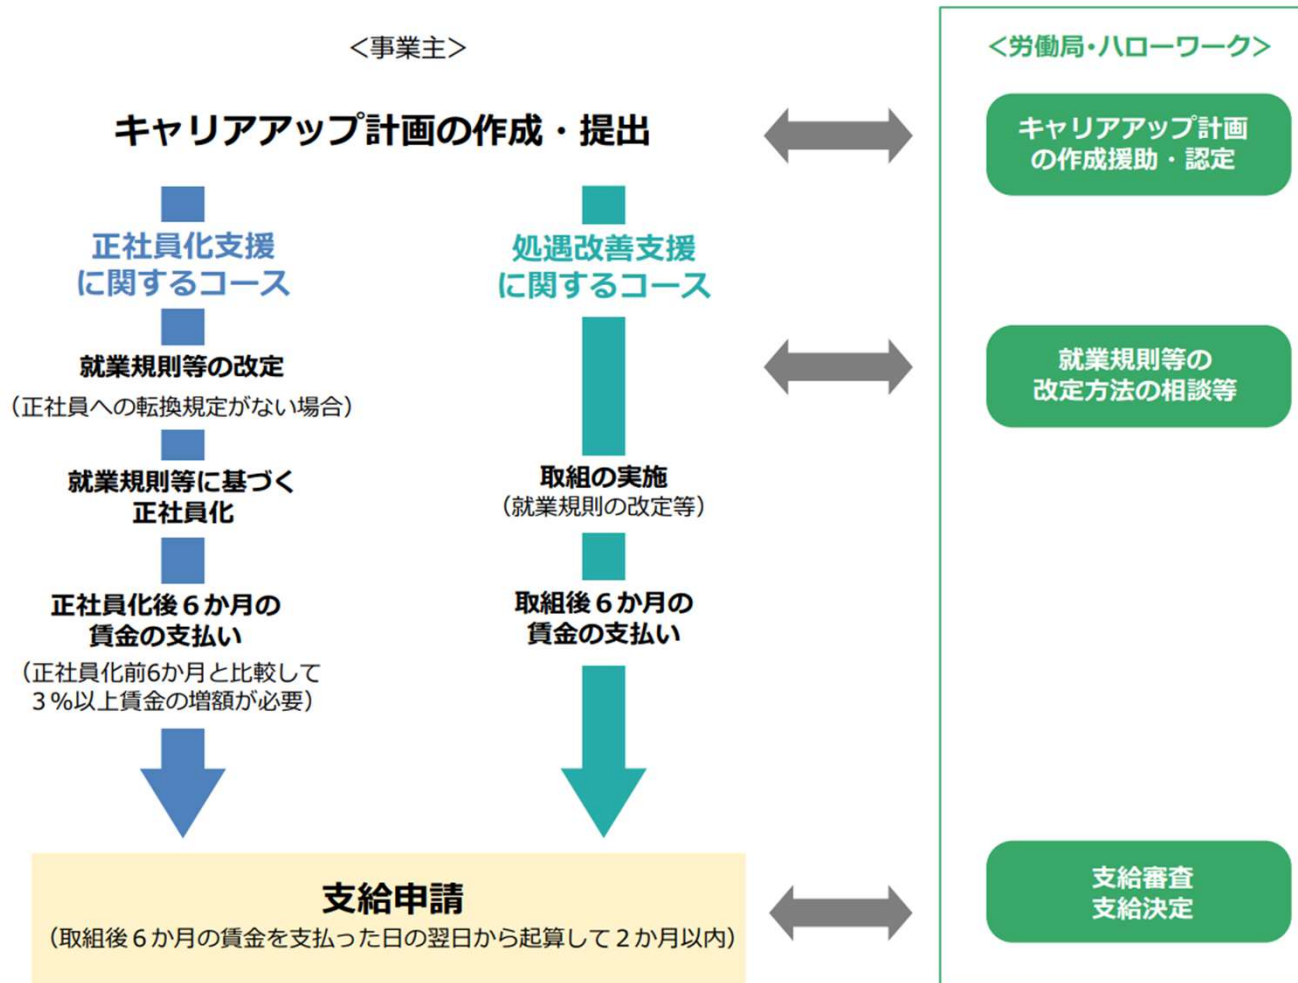 ＜事業主＞
＜労働局・ハローワーク＞
キャリアアップ計画の作成・提出
キャリアアップ計画
の作成援助・認定
正社員化支援
に関するコース
就業規則等の改定
（正社員への転換規定がない場合）
就業規則等に基づく
正社員化
正社員化後６か月の
賃金の支払い
（正社員化前6か月と比較して
３％以上賃金の増額が必要）
処遇改善支援
に関するコース
取組の実施
（就業規則の改定等）
取組後６か月の
賃金の支払い
就業規則等の
改定方法の相談等
支給申請
（取組後６か月の賃金を支払った日の翌日から起算して２か月以内）
支給審査
支給決定